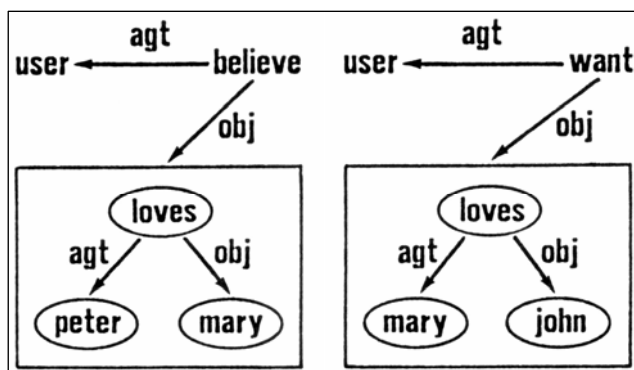 agt
user believe
obj
loves
agt obj
peter mary
agt
user want
obj
loves
agt obj
mary john